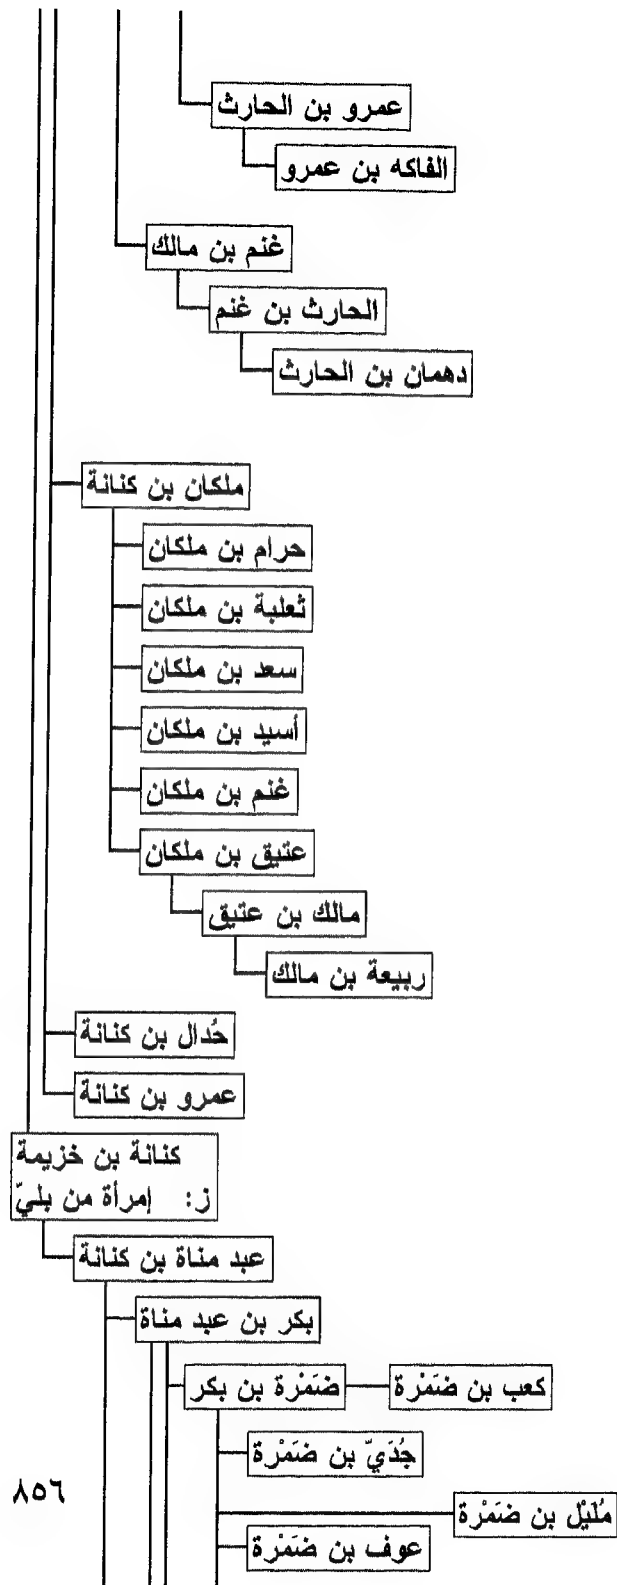 عمرو بن الحارث
الفاكه بن عمرو
غنم بن مالك
الحارث بن غنم
دهمان بن الحارث
ملكان بن كنانة
حرام بن ملكان
ثعلبة بن ملكان
سعد بن ملكان
أسيد بن ملكان
غنم بن ملكان
عتيق بن ملكان
مالك بن عتيق
ربيعة بن مالك
حُدال بن كنانة
عمرو بن كنانة
كنانة بن خزيمة
ز: إمرأة من بليّ
عبد مناة بن كنانة
بكر بن عبد مناة
ضَمْرة بن بكر
كعب بن ضَمْرة
جُدَيّ بن ضَمْرة
مُلَيْل بن ضَمْرة
عوف بن ضَمْرة
٨٥٦